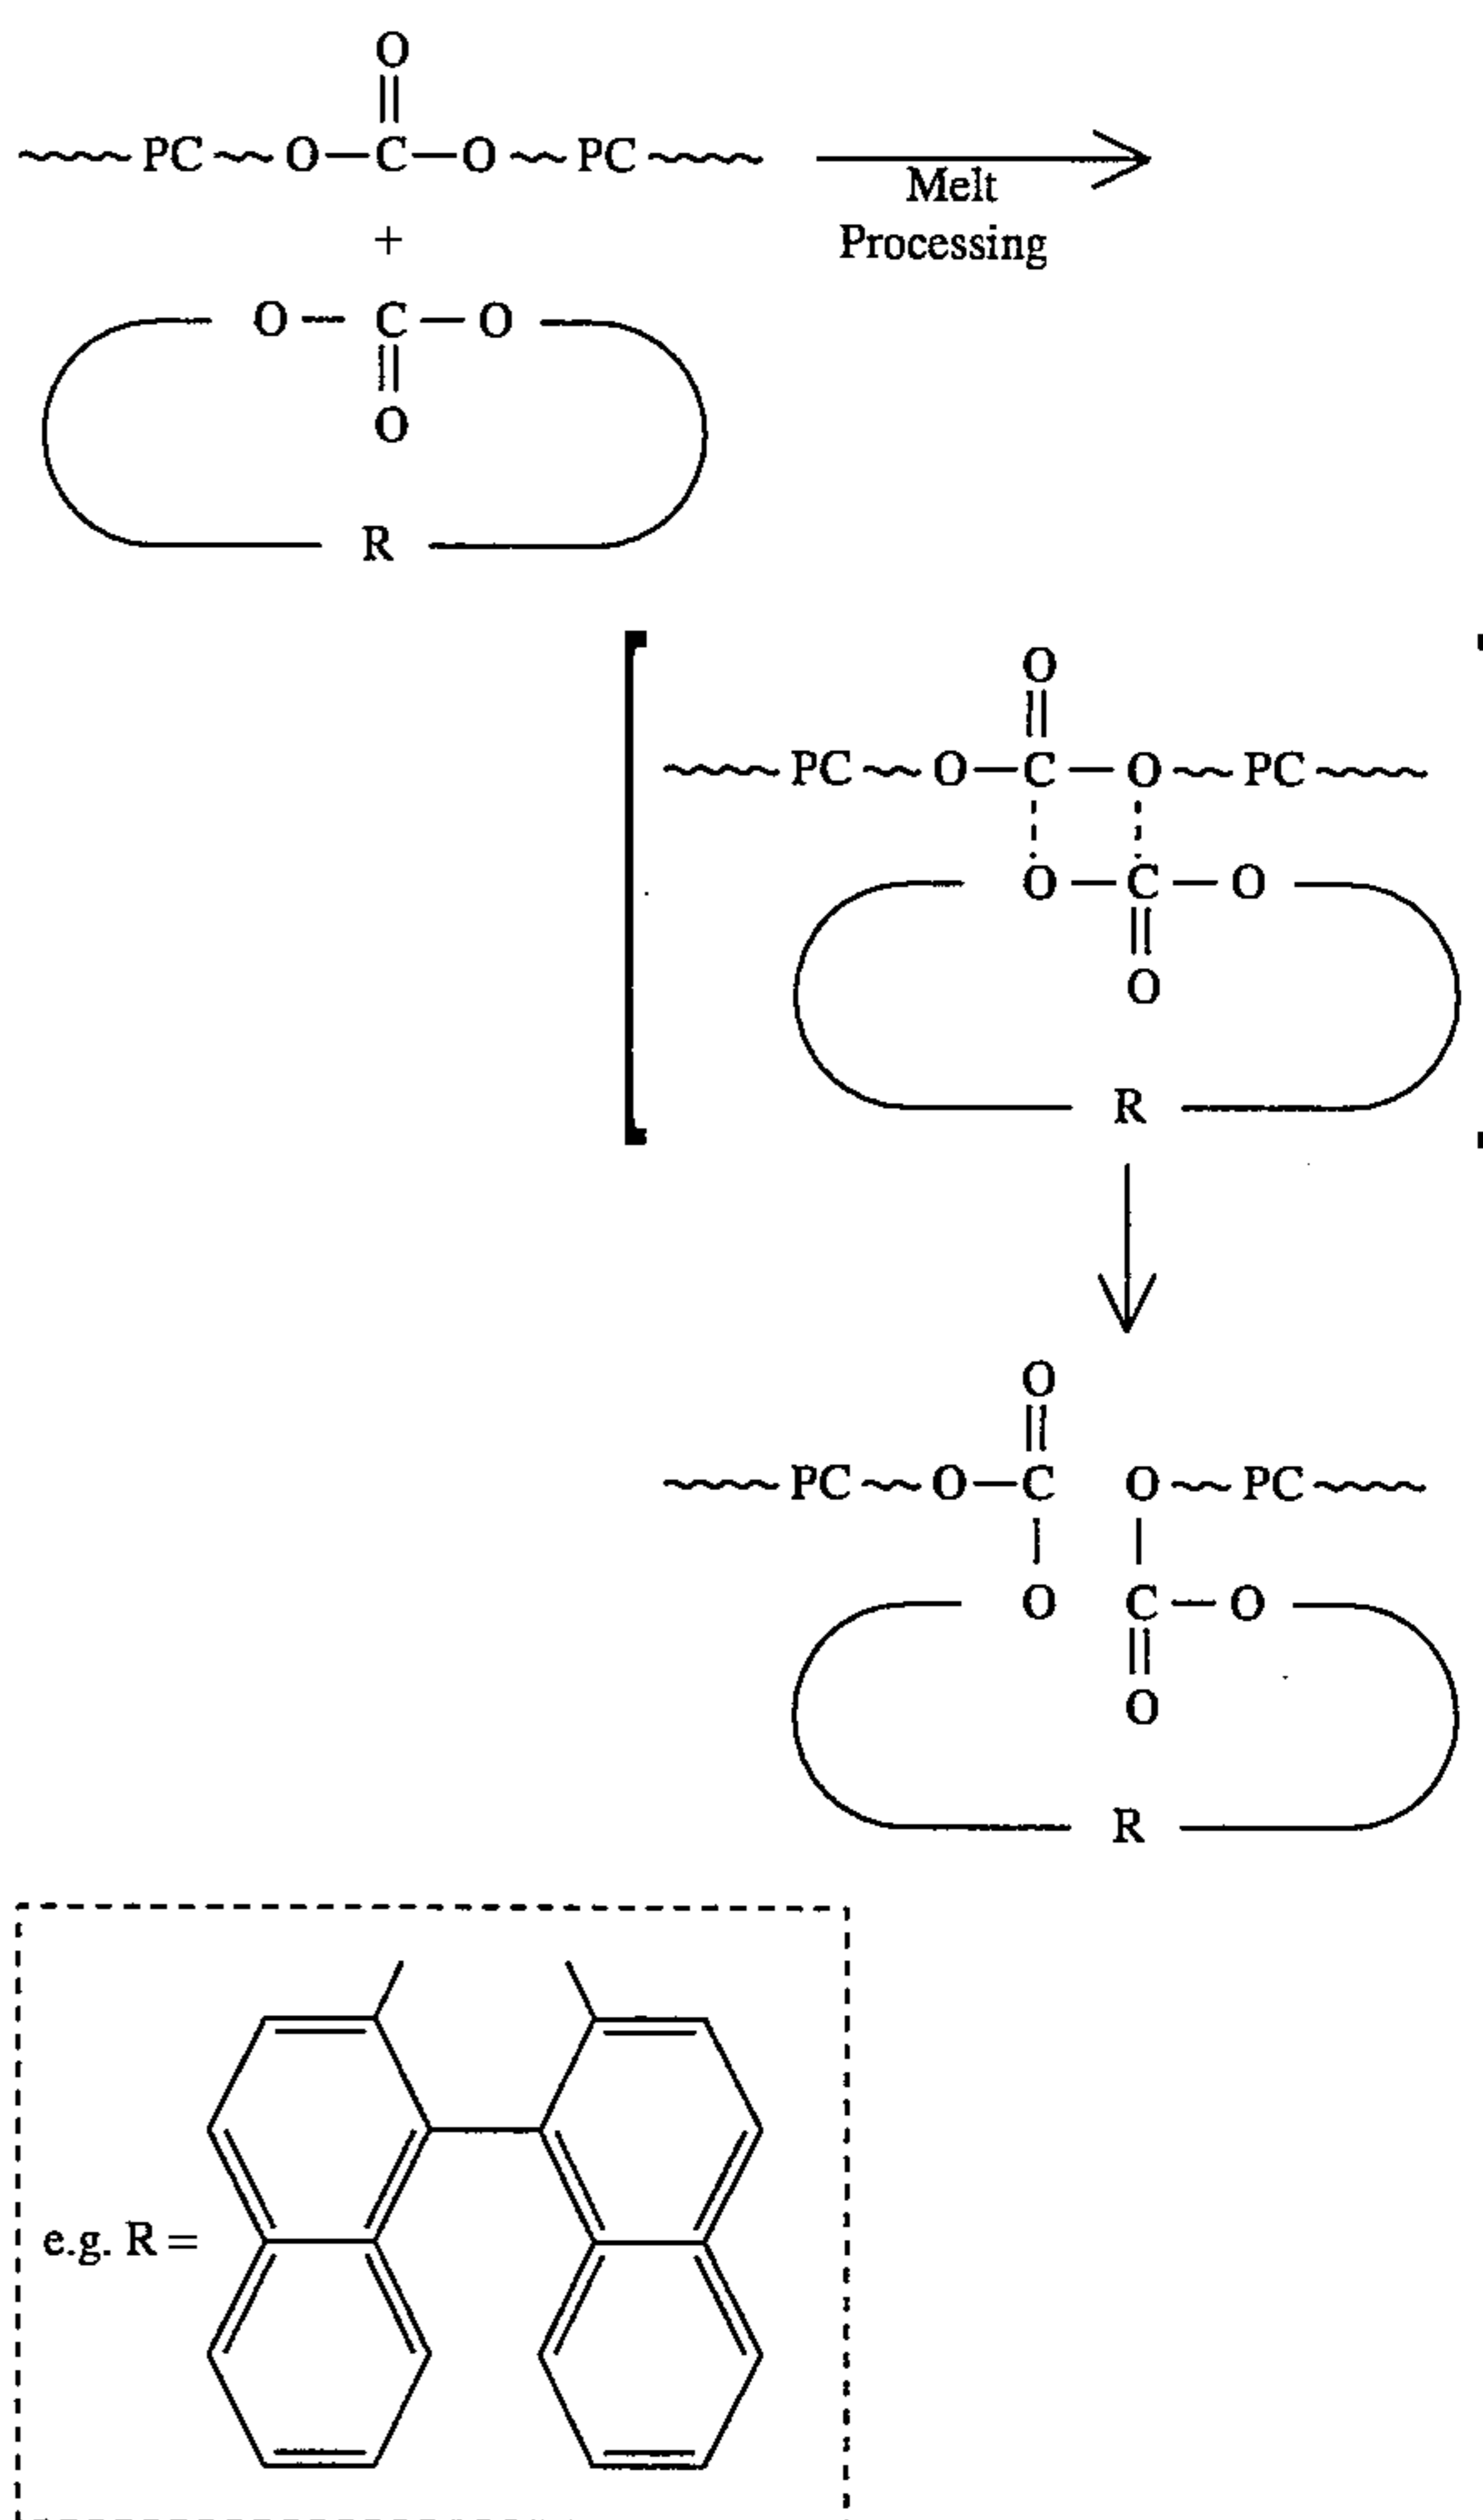 O
PC O—C—O PC
Melt
+
Processing
O — C — O
O
R
O
PC O—C—O PC
O—C—O
O
R
O
PC O—C O PC
O C—O
O
R
e.g. R =